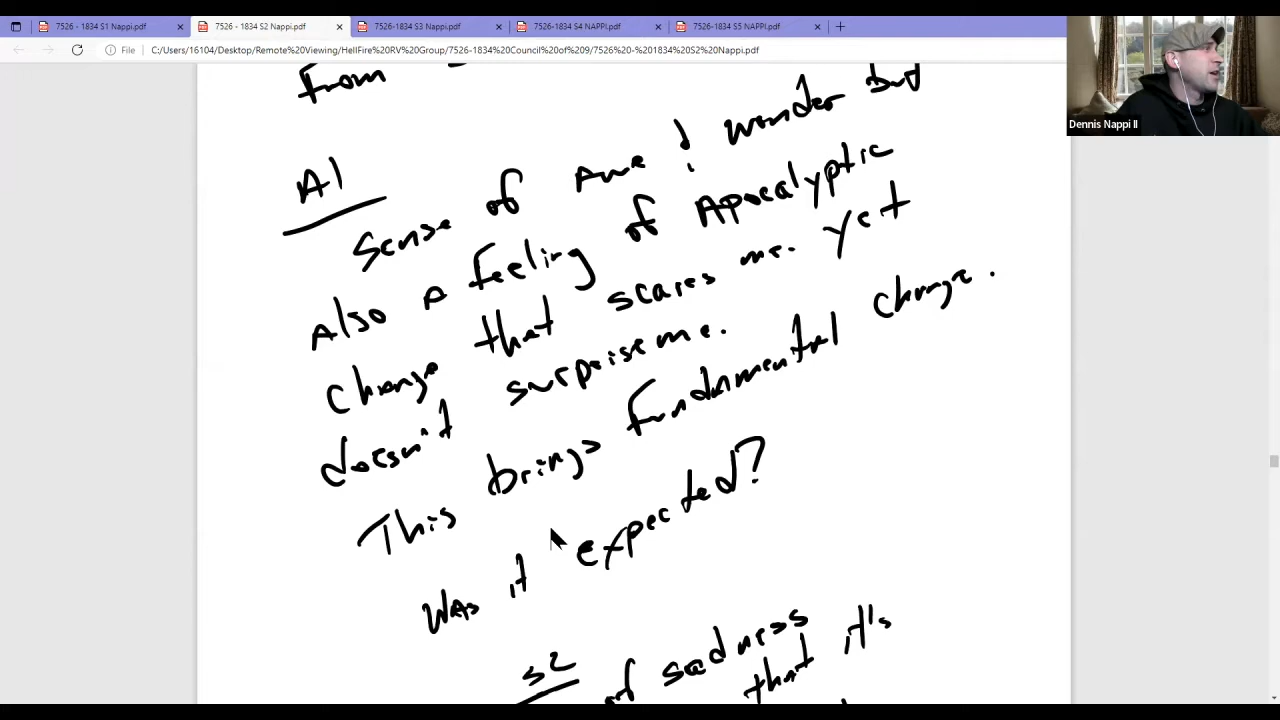 7526 - 1834 S1 Nappi.pdf
7526 - 1834 S2 Nappi.pdf
7526-1834 S3 Nappi.pdf
7526-1834 S4 NAPPI.pdf
7526-1834 S5 NAPPI.pdf
File
C:/Users/16104/Desktop/Remote%20Viewing/HellFire%20RV%20Group/7526-1834%20Council%20of%209/7526%20-%201834%20S2%20Nappi.pdf
Dennis Nappi II
From
AI
Sense of Awe & wonder but
Also A feeling of Apocalyptic
change that scares me. yet
doesn't surprise me.
This brings fundamental change.
Was it expected?
S2
of sadness
that it's